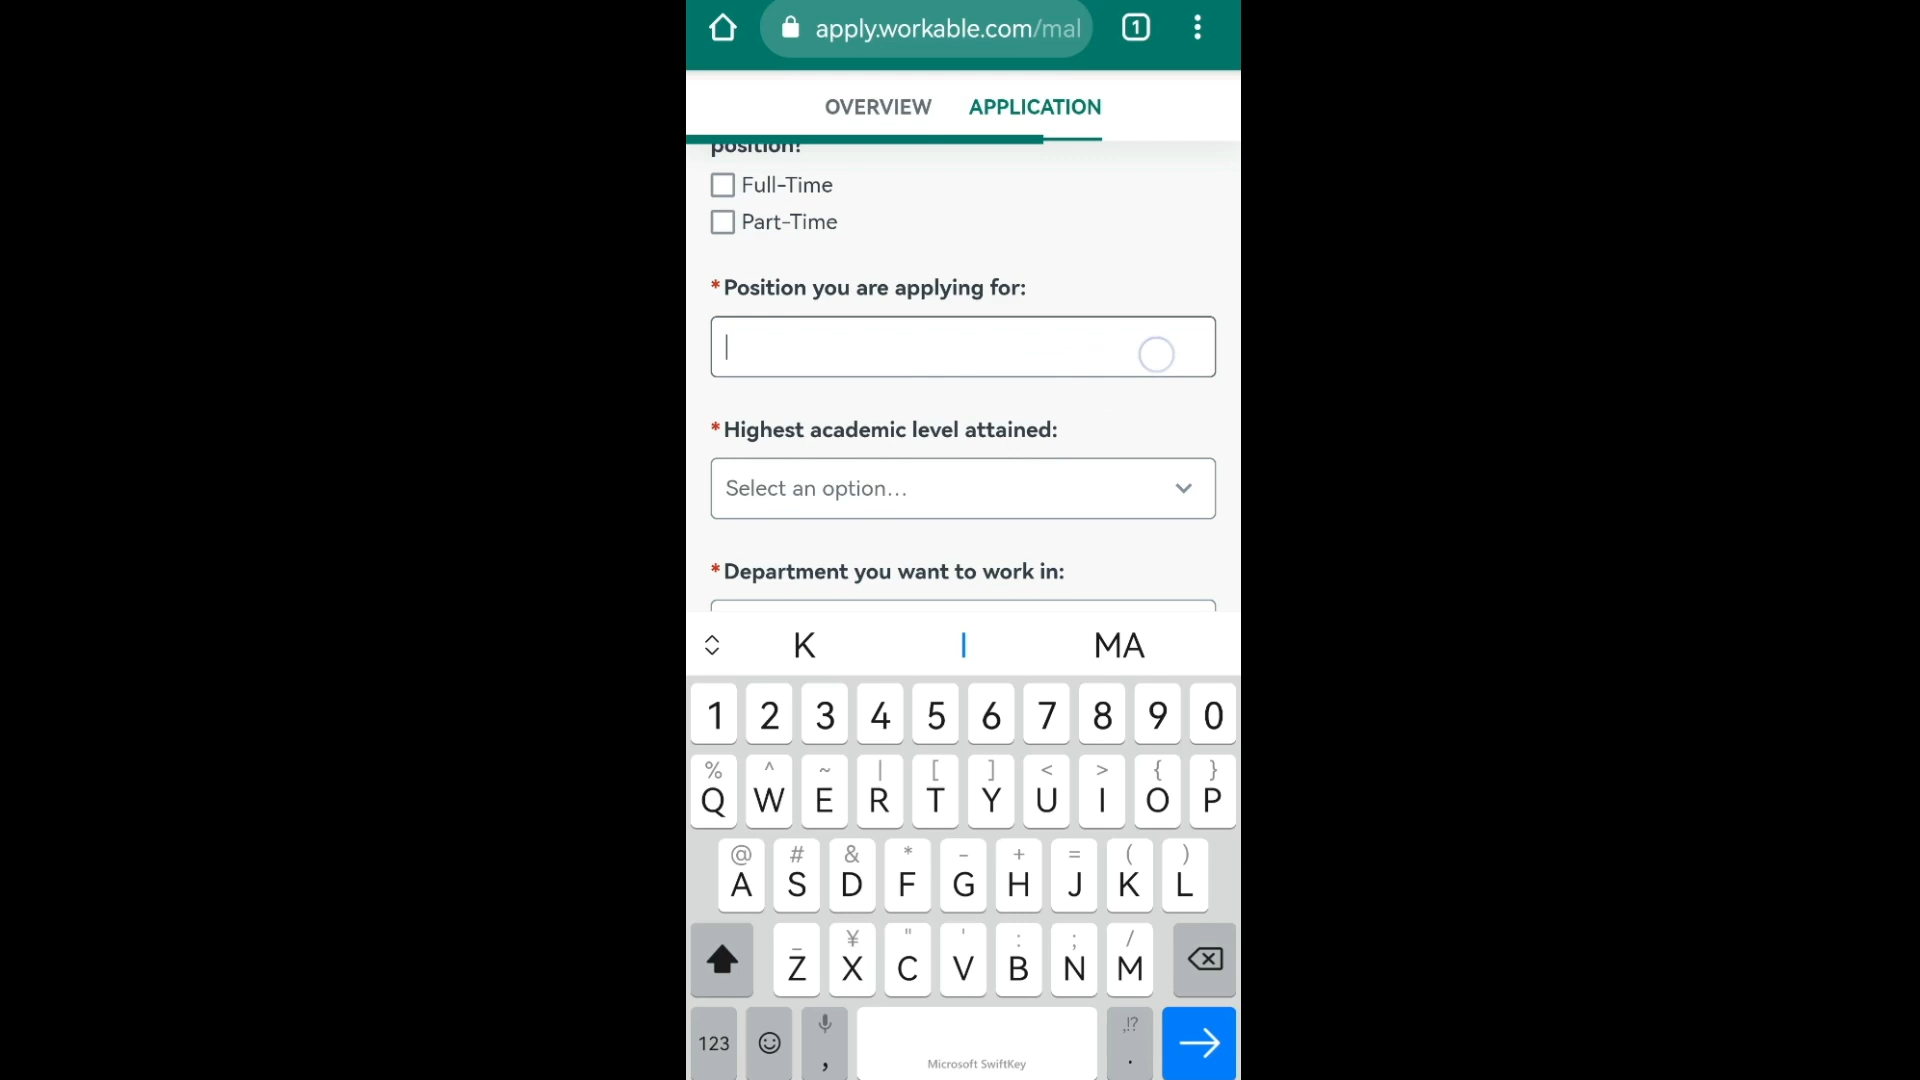 apply.workable.com/mal
1
OVERVIEW APPLICATION
position?
Full-Time
Part-Time
*Position you are applying for:
*Highest academic level attained:
Select an option...
*Department you want to work in:
K I MA
1 2 3 4 5 6 7 8 9 0
% ^ ~ | [ ] < > { }
Q W E R T Y U I O P
@ # & * - + = ( )
A S D F G H J K L
_ ¥ " ' : ; /
Z X C V B N M
,!?
123 , .
Microsoft SwiftKey